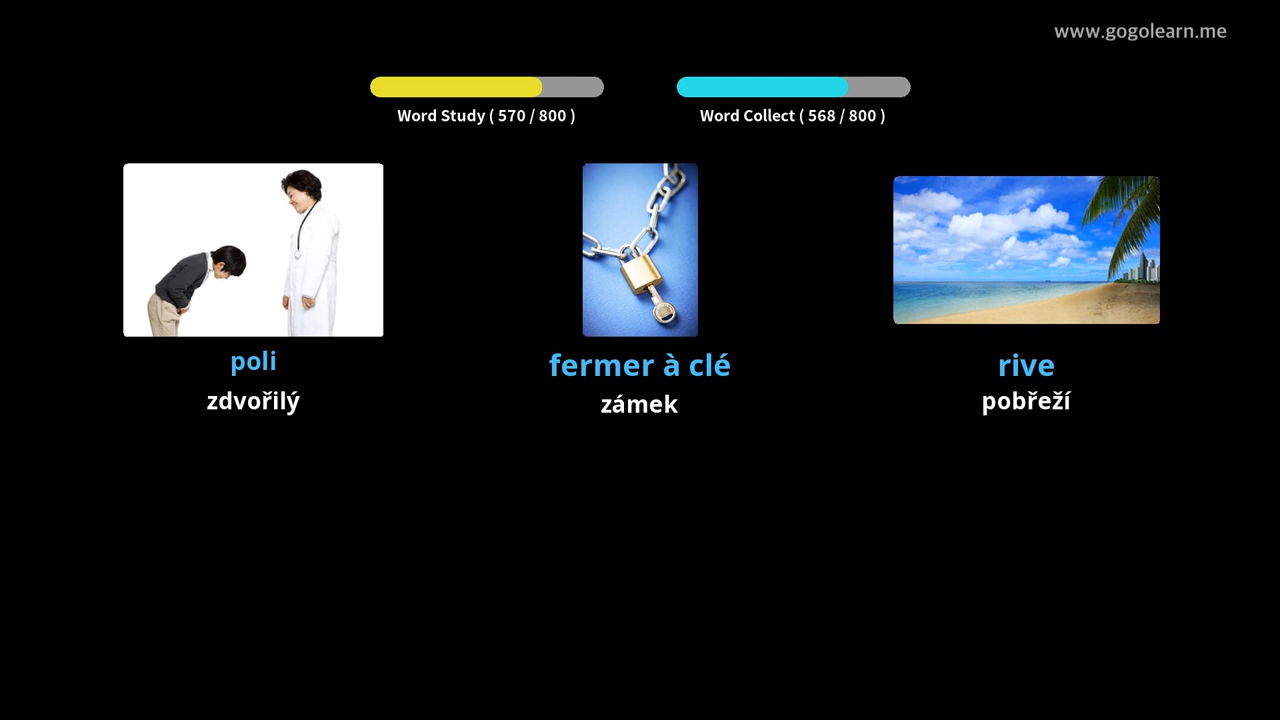 www.gogolearn.me
Word Study ( 570 / 800 )
Word Collect ( 568 / 800 )
poli
zdvořilý
fermer à clé
zámek
rive
pobřeží